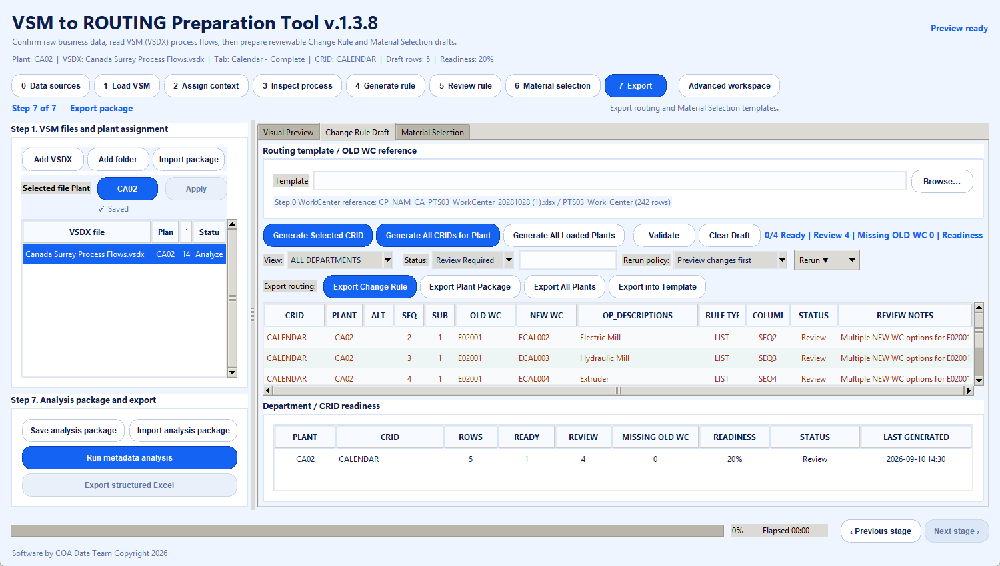 VSM to ROUTING Preparation Tool v.1.3.8
Preview ready
Confirm raw business data, read VSM (VSDX) process flows, then prepare reviewable Change Rule and Material Selection drafts.
Plant: CA02 | VSDX: Canada Surrey Process Flows.vsdx | Tab: Calendar - Complete | CRID: CALENDAR | Draft rows: 5 | Readiness: 20%
0 Data sources 1 Load VSM 2 Assign context 3 Inspect process 4 Generate rule 5 Review rule 6 Material selection 7 Export Advanced workspace
Step 7 of 7 — Export package
Export routing and Material Selection templates.
Step 1. VSM files and plant assignment
Add VSDX Add folder Import package
Selected file Plant CA02 Apply
✓ Saved
VSDX file Plan Statu
Canada Surrey Process Flows.vsdx CA02 14 Analyze
Step 7. Analysis package and export
Save analysis package Import analysis package
Run metadata analysis
Export structured Excel
Visual Preview Change Rule Draft Material Selection
Routing template / OLD WC reference
Template Browse...
Step 0 WorkCenter reference: CP_NAM_CA_PTS03_WorkCenter_20281028 (1).xlsx / PTS03_Work_Center (242 rows)
Generate Selected CRID Generate All CRIDs for Plant Generate All Loaded Plants Validate Clear Draft 0/4 Ready | Review 4 | Missing OLD WC 0 | Readiness
View: ALL DEPARTMENTS Status: Review Required Rerun policy: Preview changes first Rerun ▼
Export routing: Export Change Rule Export Plant Package Export All Plants Export into Template
CRID PLANT ALT SEQ SUB OLD WC NEW WC OP_DESCRIPTIONS RULE TYP COLUMN STATUS REVIEW NOTES
CALENDAR CA02 2 1 E02001 ECAL002 Electric Mill LIST SEQ2 Review Multiple NEW WC options for E02001
CALENDAR CA02 3 1 E02001 ECAL003 Hydraulic Mill LIST SEQ3 Review Multiple NEW WC options for E02001
CALENDAR CA02 4 1 E02001 ECAL004 Extruder LIST SEQ4 Review Multiple NEW WC options for E02001
Department / CRID readiness
PLANT CRID ROWS READY REVIEW MISSING OLD WC READINESS STATUS LAST GENERATED
CA02 CALENDAR 5 1 4 0 20% Review 2026-09-10 14:30
0% Elapsed 00:00 ‹ Previous stage Next stage ›
Software by COA Data Team Copyright 2026